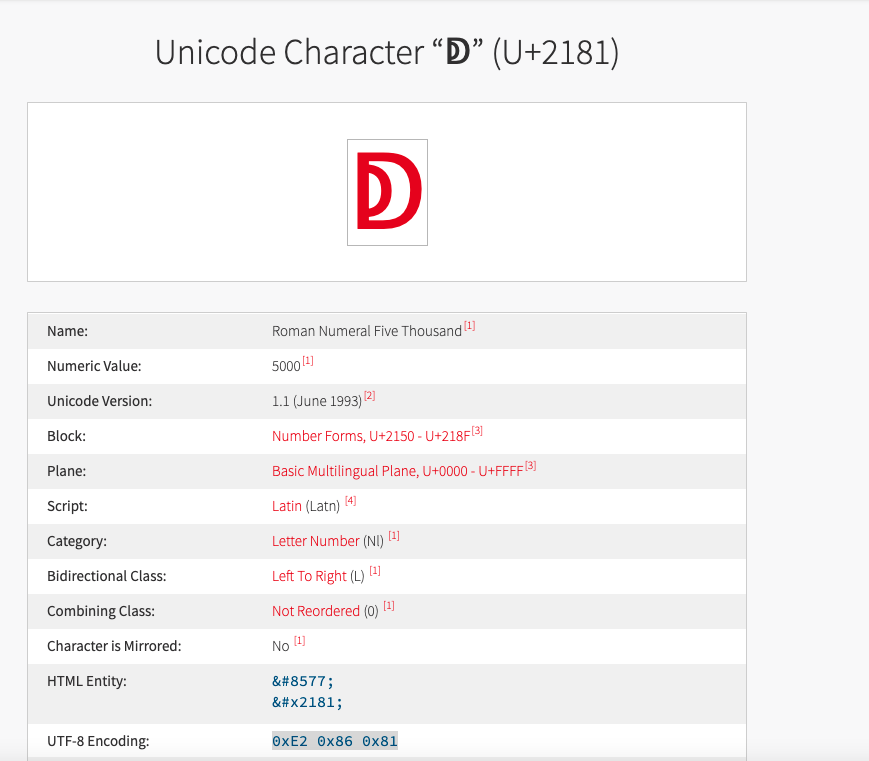 Unicode Character “ↁ” (U+2181)
ↁ
Name: Roman Numeral Five Thousand[1]
Numeric Value: 5000[1]
Unicode Version: 1.1 (June 1993)[2]
Block: Number Forms, U+2150 - U+218F[3]
Plane: Basic Multilingual Plane, U+0000 - U+FFFF[3]
Script: Latin (Latn) [4]
Category: Letter Number (Nl) [1]
Bidirectional Class: Left To Right (L) [1]
Combining Class: Not Reordered (0) [1]
Character is Mirrored: No [1]
HTML Entity: &#8577;
&#x2181;
UTF-8 Encoding: 0xE2 0x86 0x81